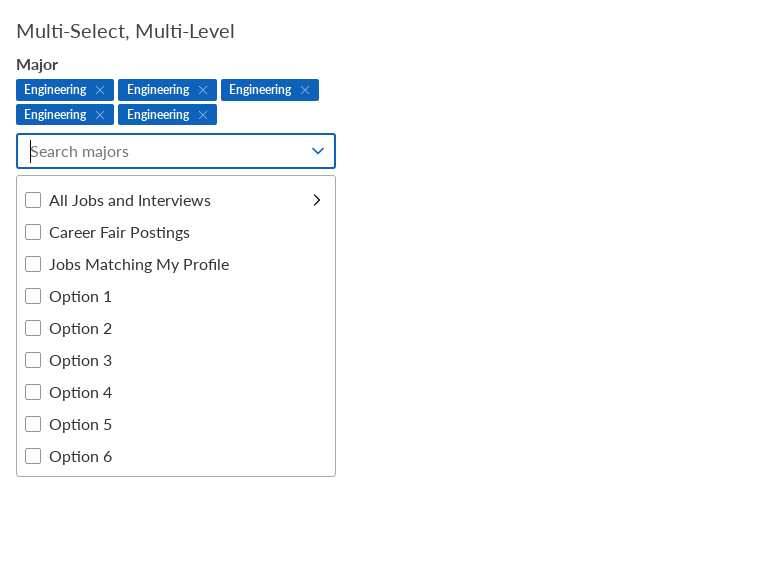 Multi-Select, Multi-Level
Major
Engineering Engineering Engineering
Engineering Engineering
Search majors
All Jobs and Interviews
Career Fair Postings
Jobs Matching My Profile
Option 1
Option 2
Option 3
Option 4
Option 5
Option 6